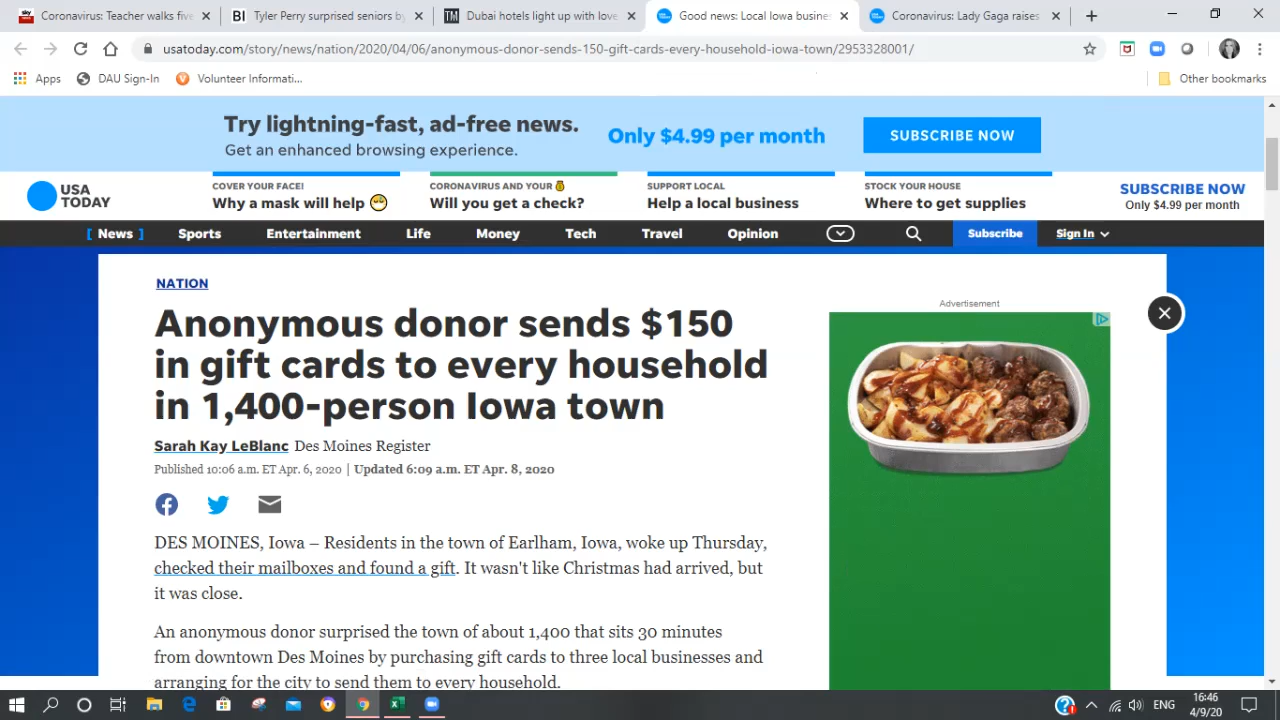 Coronavirus: Teacher walks five
Tyler Perry surprised seniors by
Dubai hotels light up with love
Good news: Local Iowa busine
Coronavirus: Lady Gaga raises
usatoday.com/story/news/nation/2020/04/06/anonymous-donor-sends-150-gift-cards-every-household-iowa-town/2953328001/
Apps DAU Sign-In Volunteer Informati... Other bookmarks
Try lightning-fast, ad-free news.
Get an enhanced browsing experience.
Only $4.99 per month
SUBSCRIBE NOW
USA
TODAY
COVER YOUR FACE!
Why a mask will help
CORONAVIRUS AND YOUR
Will you get a check?
SUPPORT LOCAL
Help a local business
STOCK YOUR HOUSE
Where to get supplies
SUBSCRIBE NOW
Only $4.99 per month
[ News ] Sports Entertainment Life Money Tech Travel Opinion Subscribe Sign In
NATION
Anonymous donor sends $150
in gift cards to every household
in 1,400-person Iowa town
Sarah Kay LeBlanc Des Moines Register
Published 10:06 a.m. ET Apr. 6, 2020 | Updated 6:09 a.m. ET Apr. 8, 2020
DES MOINES, Iowa – Residents in the town of Earlham, Iowa, woke up Thursday,
checked their mailboxes and found a gift. It wasn't like Christmas had arrived, but
it was close.
An anonymous donor surprised the town of about 1,400 that sits 30 minutes
from downtown Des Moines by purchasing gift cards to three local businesses and
arranging for the city to send them to every household.
Advertisement
ENG
16:46
4/9/20